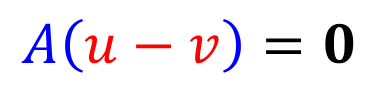 A(u − v) = 0